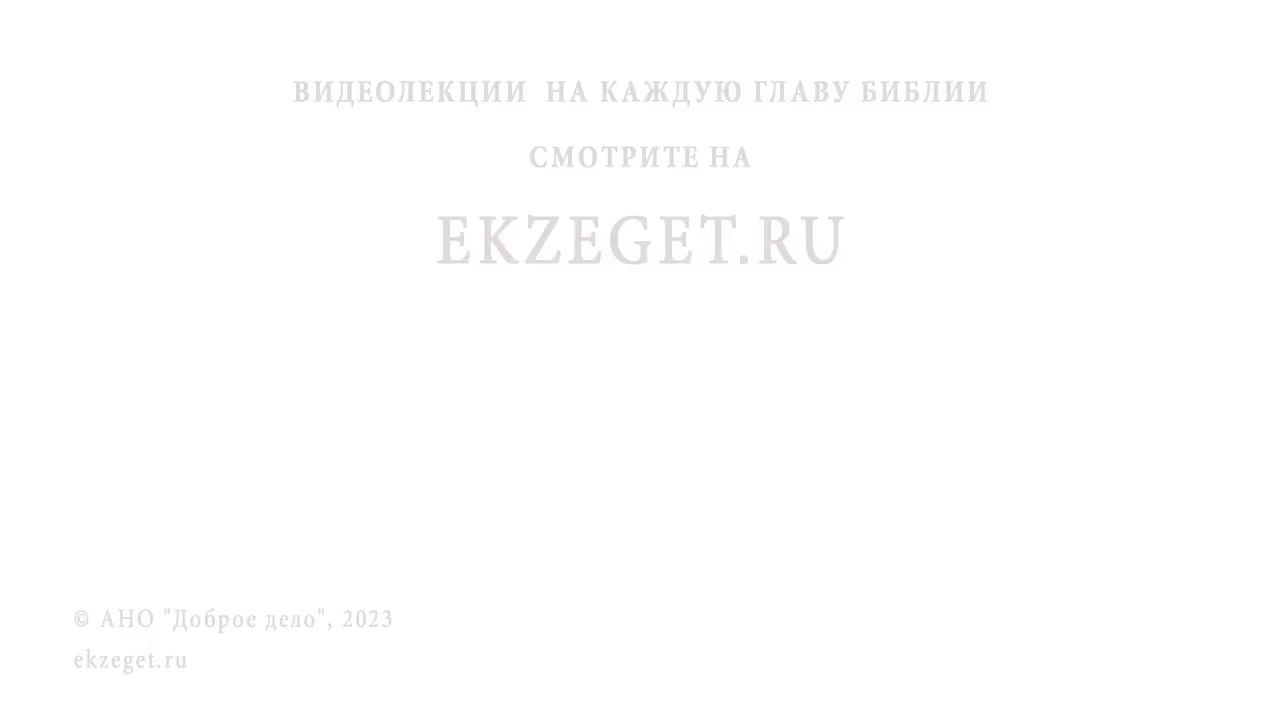 ВИДЕОЛЕКЦИИ НА КАЖДУЮ ГЛАВУ БИБЛИИ
СМОТРИТЕ НА
EKZEGET.RU
© АНО "Доброе дело", 2023
ekzeget.ru